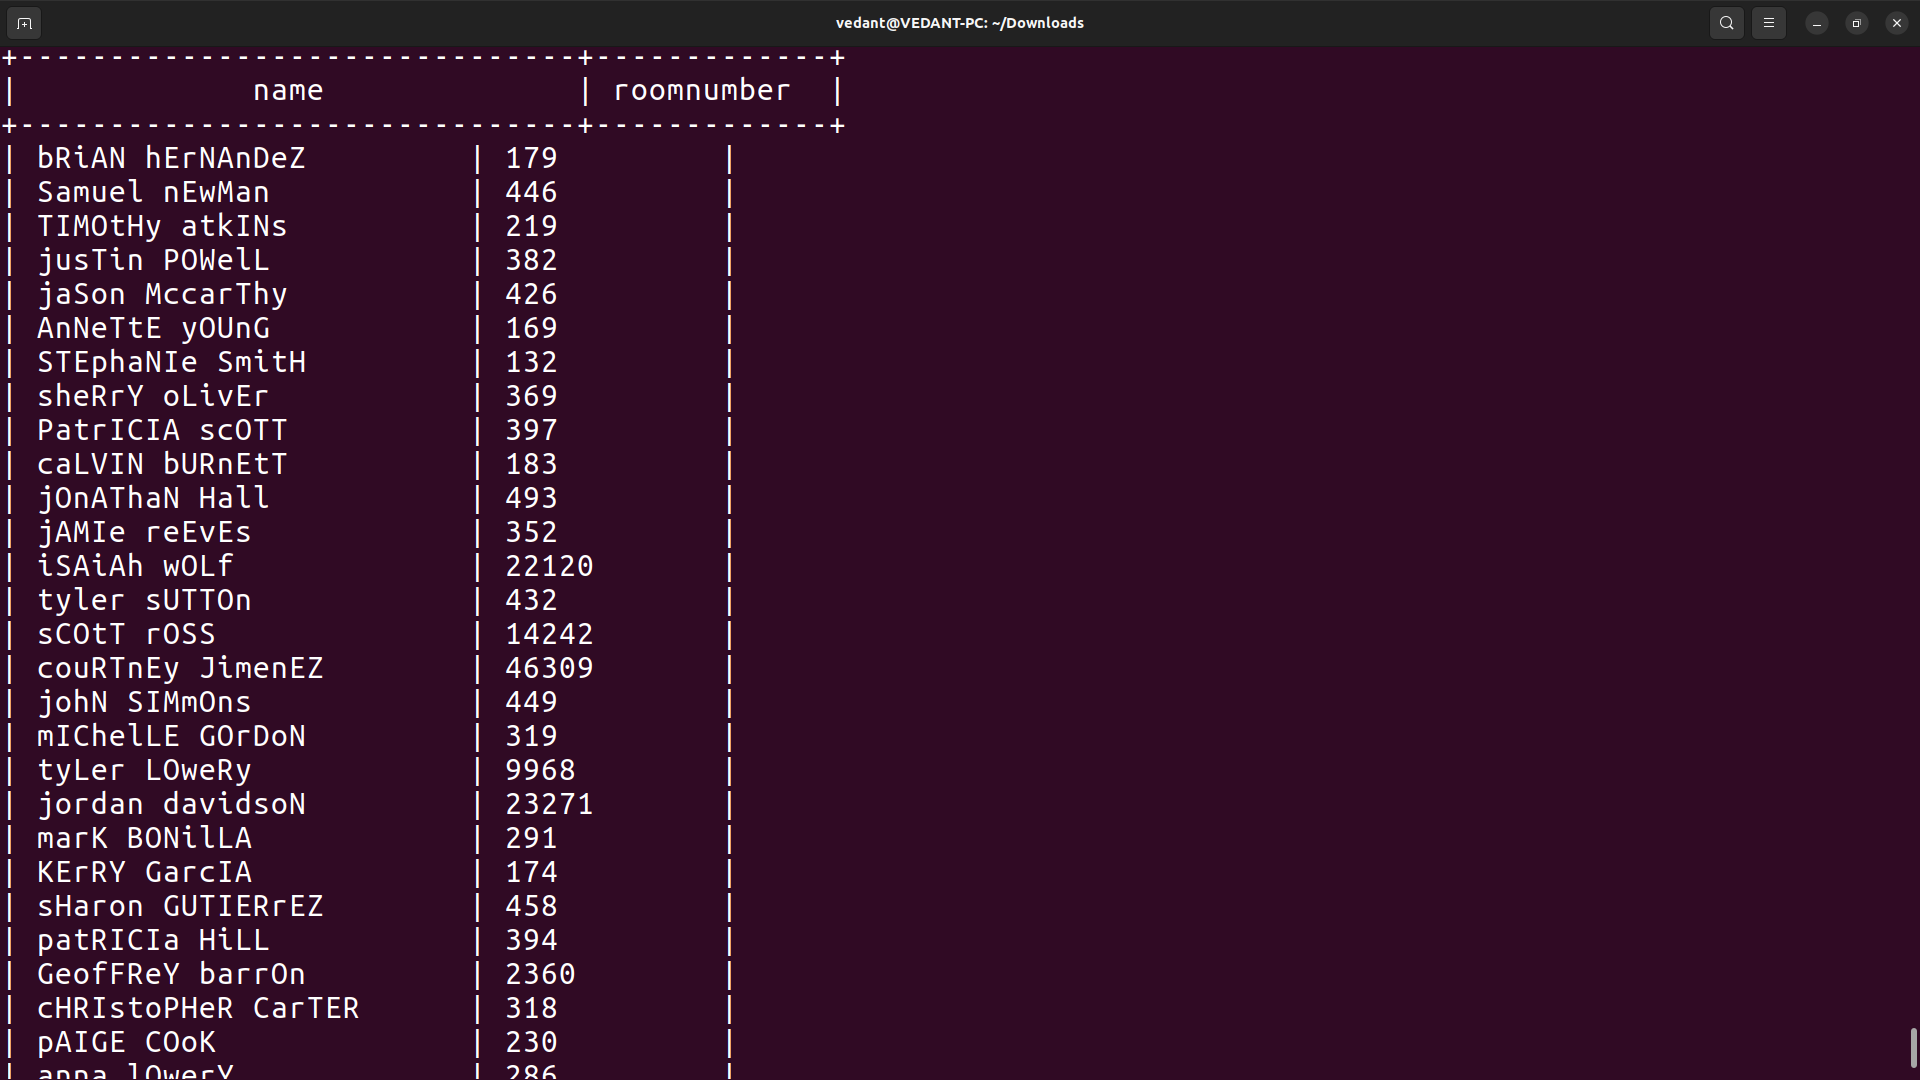 vedant@VEDANT-PC: ~/Downloads
+-------------------------------+-------------+
|             name              | roomnumber  |
+-------------------------------+-------------+
| bRiAN hErNAnDeZ         | 179         |
| Samuel nEwMan           | 446         |
| TIMOtHy atkINs          | 219         |
| jusTin POWelL           | 382         |
| jaSon MccarThy          | 426         |
| AnNeTtE yOUnG           | 169         |
| STEphaNIe SmitH         | 132         |
| sheRrY oLivEr           | 369         |
| PatrICIA scOTT          | 397         |
| caLVIN bURnEtT          | 183         |
| jOnAThaN Hall           | 493         |
| jAMIe reEvEs            | 352         |
| iSAiAh wOLf             | 22120       |
| tyler sUTTOn            | 432         |
| sCOtT rOSS              | 14242       |
| couRTnEy JimenEZ        | 46309       |
| johN SIMmOns            | 449         |
| mIChelLE GOrDoN         | 319         |
| tyLer LOweRy            | 9968        |
| jordan davidsoN         | 23271       |
| marK BONilLA            | 291         |
| KErRY GarcIA            | 174         |
| sHaron GUTIERrEZ        | 458         |
| patRICIa HiLL           | 394         |
| GeofFReY barrOn         | 2360        |
| cHRIstoPHeR CarTER      | 318         |
| pAIGE COoK              | 230         |
| anna lOwerY             | 286         |